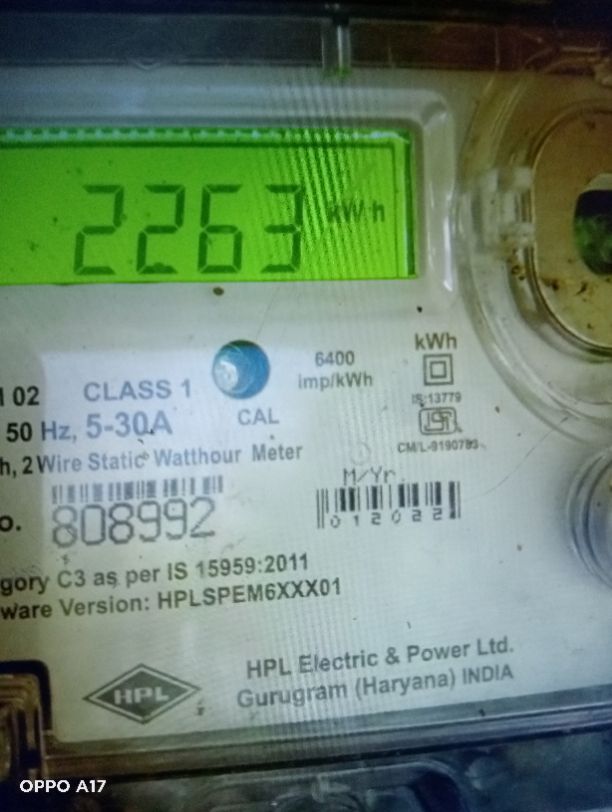 2263 kWh
6400
imp/kWh
kWh
02 CLASS 1
IS:13779
50 Hz, 5-30A
CAL
CM/L-9190783
h, 2 Wire Static Watthour Meter
M/Yr.
o. 808992
012022
gory C3 as per IS 15959:2011
ware Version: HPLSPEM6XXX01
HPL
HPL Electric & Power Ltd.
Gurugram (Haryana) INDIA
OPPO A17